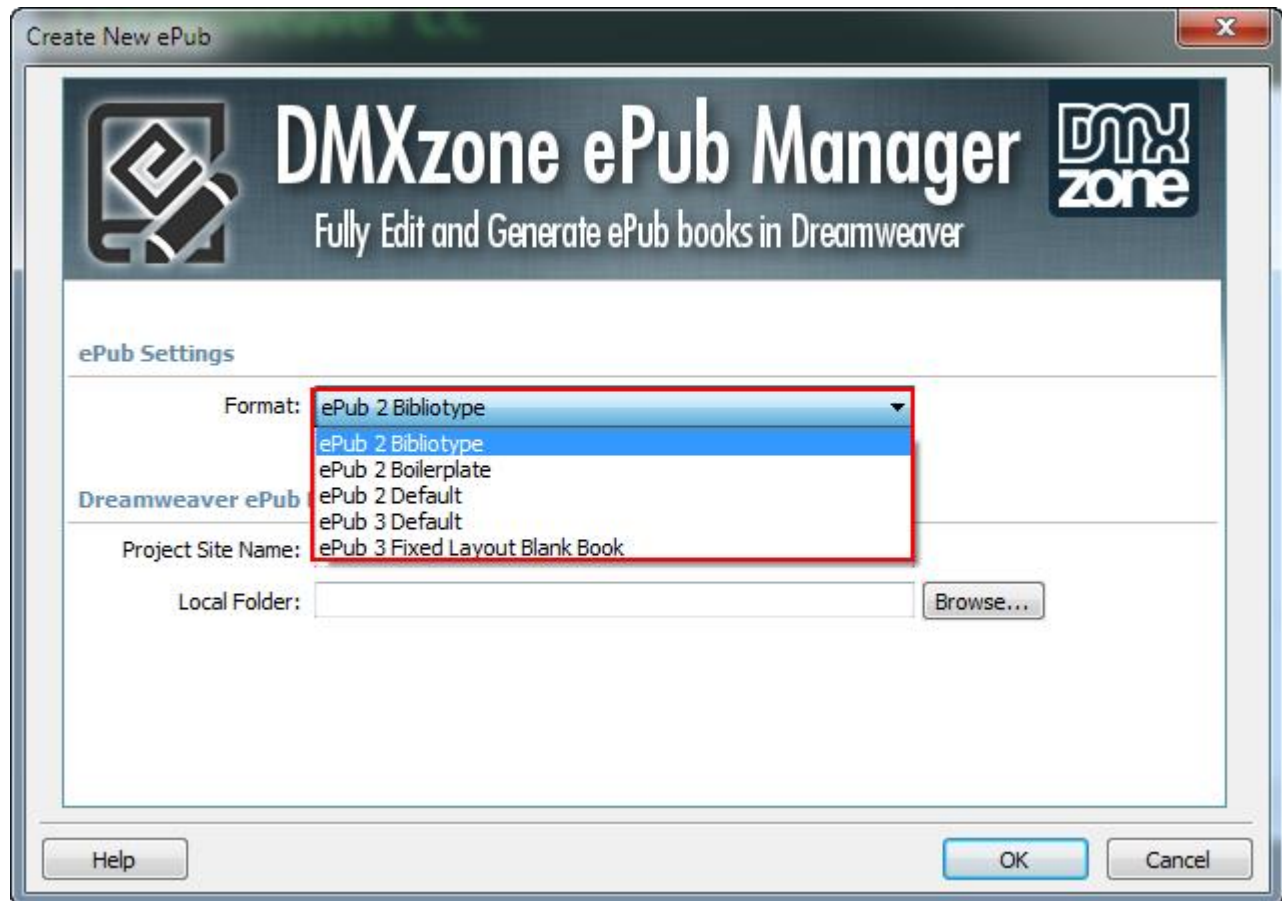 Create New ePub
DMXzone ePub Manager
DMX
zone
Fully Edit and Generate ePub books in Dreamweaver
ePub Settings
Format: ePub 2 Bibliotype
ePub 2 Bibliotype
ePub 2 Boilerplate
ePub 2 Default
Dreamweaver ePub
ePub 3 Default
Project Site Name: ePub 3 Fixed Layout Blank Book
Local Folder: Browse...
Help OK Cancel